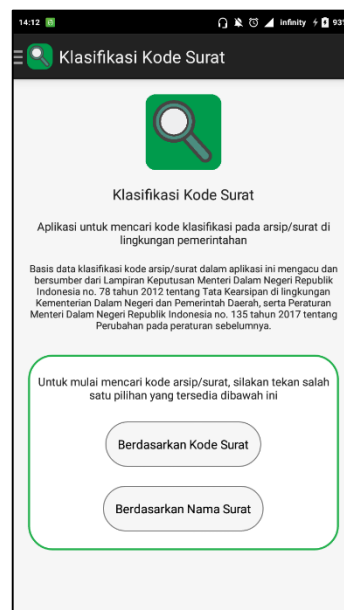 14:12 infinity 93%
Klasifikasi Kode Surat
Klasifikasi Kode Surat
Aplikasi untuk mencari kode klasifikasi pada arsip/surat di
lingkungan pemerintahan
Basis data klasifikasi kode arsip/surat dalam aplikasi ini mengacu dan
bersumber dari Lampiran Keputusan Menteri Dalam Negeri Republik
Indonesia no. 78 tahun 2012 tentang Tata Kearsipan di lingkungan
Kementerian Dalam Negeri dan Pemerintah Daerah, serta Peraturan
Menteri Dalam Negeri Republik Indonesia no. 135 tahun 2017 tentang
Perubahan pada peraturan sebelumnya.
Untuk mulai mencari kode arsip/surat, silakan tekan salah
satu pilihan yang tersedia dibawah ini
Berdasarkan Kode Surat
Berdasarkan Nama Surat